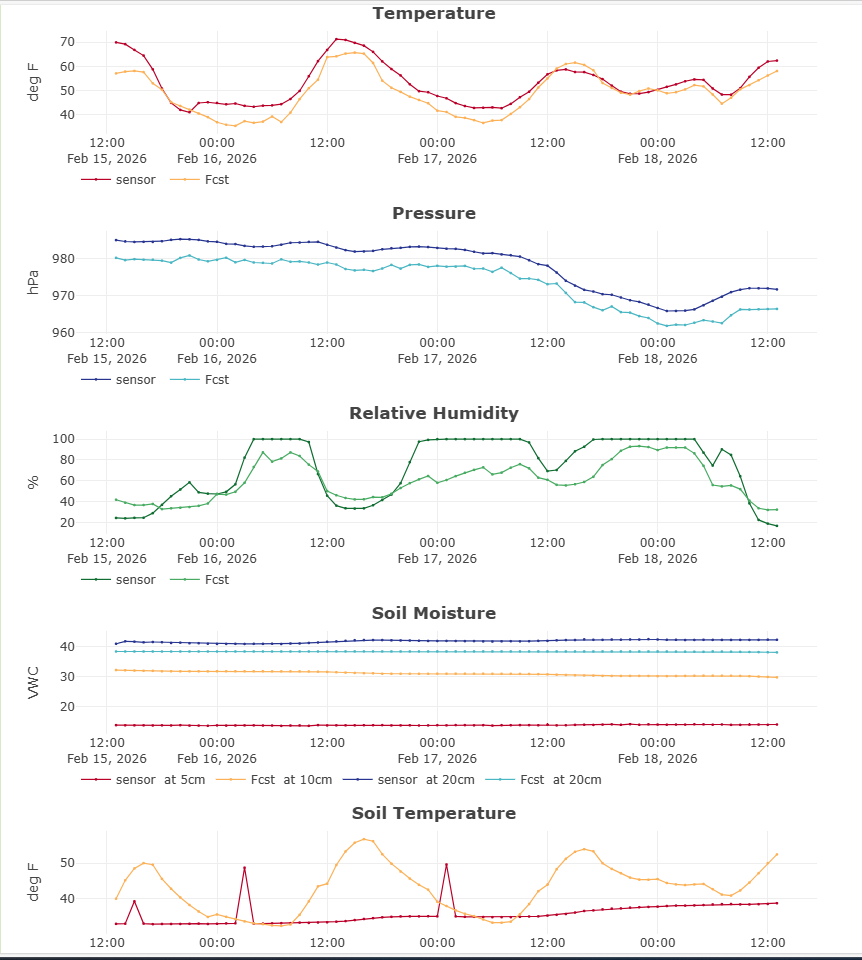 Temperature
70
60
50
40
deg F
12:00 00:00 12:00 00:00 12:00 00:00 12:00
Feb 15, 2026 Feb 16, 2026 Feb 17, 2026 Feb 18, 2026
sensor Fcst
Pressure
980
970
960
hPa
12:00 00:00 12:00 00:00 12:00 00:00 12:00
Feb 15, 2026 Feb 16, 2026 Feb 17, 2026 Feb 18, 2026
sensor Fcst
Relative Humidity
100
80
60
40
20
%
12:00 00:00 12:00 00:00 12:00 00:00 12:00
Feb 15, 2026 Feb 16, 2026 Feb 17, 2026 Feb 18, 2026
sensor Fcst
Soil Moisture
40
30
20
VWC
12:00 00:00 12:00 00:00 12:00 00:00 12:00
Feb 15, 2026 Feb 16, 2026 Feb 17, 2026 Feb 18, 2026
sensor at 5cm Fcst at 10cm sensor at 20cm Fcst at 20cm
Soil Temperature
50
40
deg F
12:00 00:00 12:00 00:00 12:00 00:00 12:00